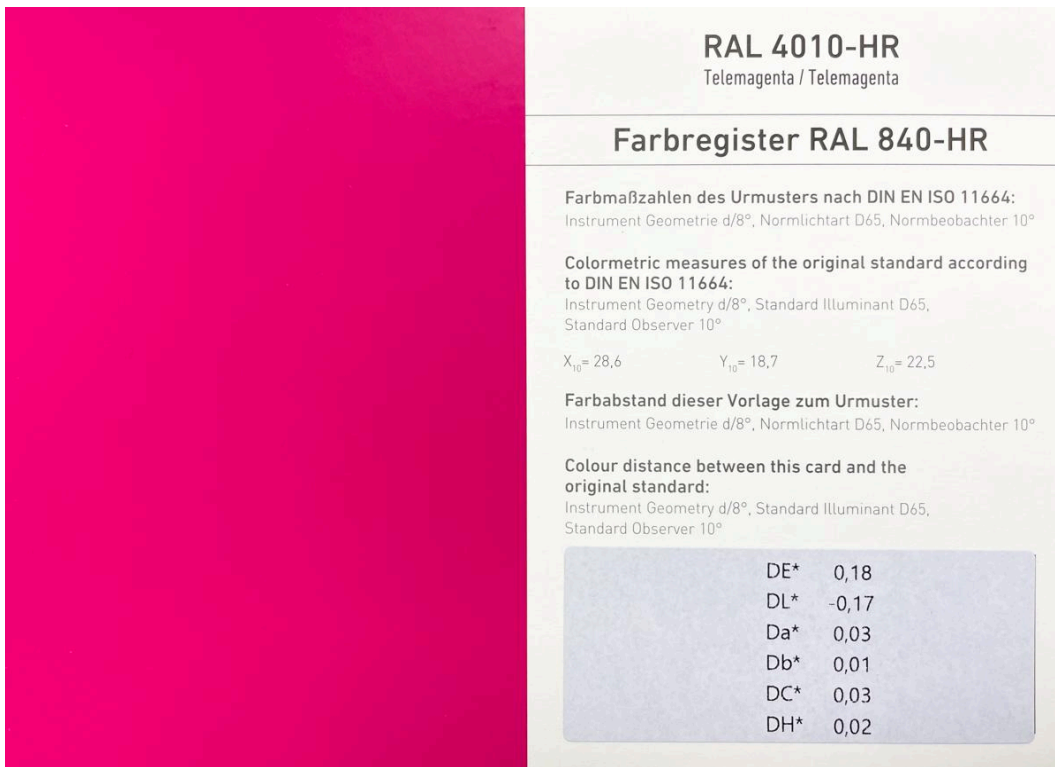 RAL 4010-HR
Telemagenta / Telemagenta
Farbregister RAL 840-HR
Farbmaßzahlen des Urmusters nach DIN EN ISO 11664:
Instrument Geometrie d/8°, Normlichtart D65, Normbeobachter 10°
Colormetric measures of the original standard according
to DIN EN ISO 11664:
Instrument Geometry d/8°, Standard Illuminant D65,
Standard Observer 10°
X₁₀= 28,6 Y₁₀= 18,7 Z₁₀= 22,5
Farbabstand dieser Vorlage zum Urmuster:
Instrument Geometrie d/8°, Normlichtart D65, Normbeobachter 10°
Colour distance between this card and the
original standard:
Instrument Geometry d/8°, Standard Illuminant D65,
Standard Observer 10°
DE* 0,18
DL* -0,17
Da* 0,03
Db* 0,01
DC* 0,03
DH* 0,02